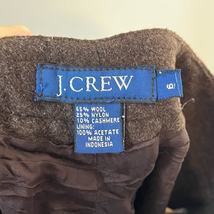 J.CREW
6
65% WOOL
25% NYLON
10% CASHMERE
LINING:
100% ACETATE
MADE IN
INDONESIA